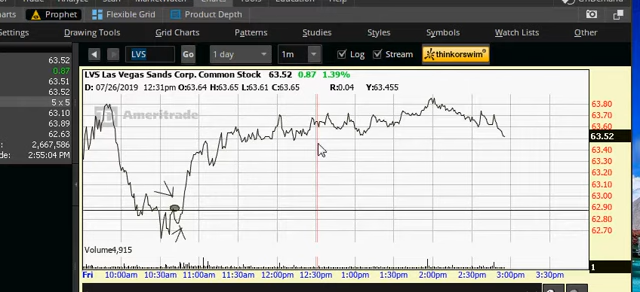 Charts
OnDemand
Prophet
Flexible Grid
Product Depth
Settings
Drawing Tools
Grid Charts
Patterns
Studies
Styles
Symbols
Watch Lists
Other
LVS
Go
1 day
1m
Log
Stream
thinkorswim
63.52
0.87
63.51
63.52
5 x 5
63.10
63.89
62.63
2,667,586
2:55:04 PM
LVS Las Vegas Sands Corp. Common Stock 63.52 0.87 1.39%
D: 07/26/2019 12:31pm O:63.64 H:63.65 L:63.61 C:63.65 R:0.04 Y:63.455
Ameritrade
63.80
63.70
63.60
63.52
63.40
63.30
63.20
63.10
63.00
62.90
62.80
62.70
Volume4,915
1
Fri 10:00am 10:30am 11:00am 11:30am 12:00pm 12:30pm 1:00pm 1:30pm 2:00pm 2:30pm 3:00pm 3:30pm